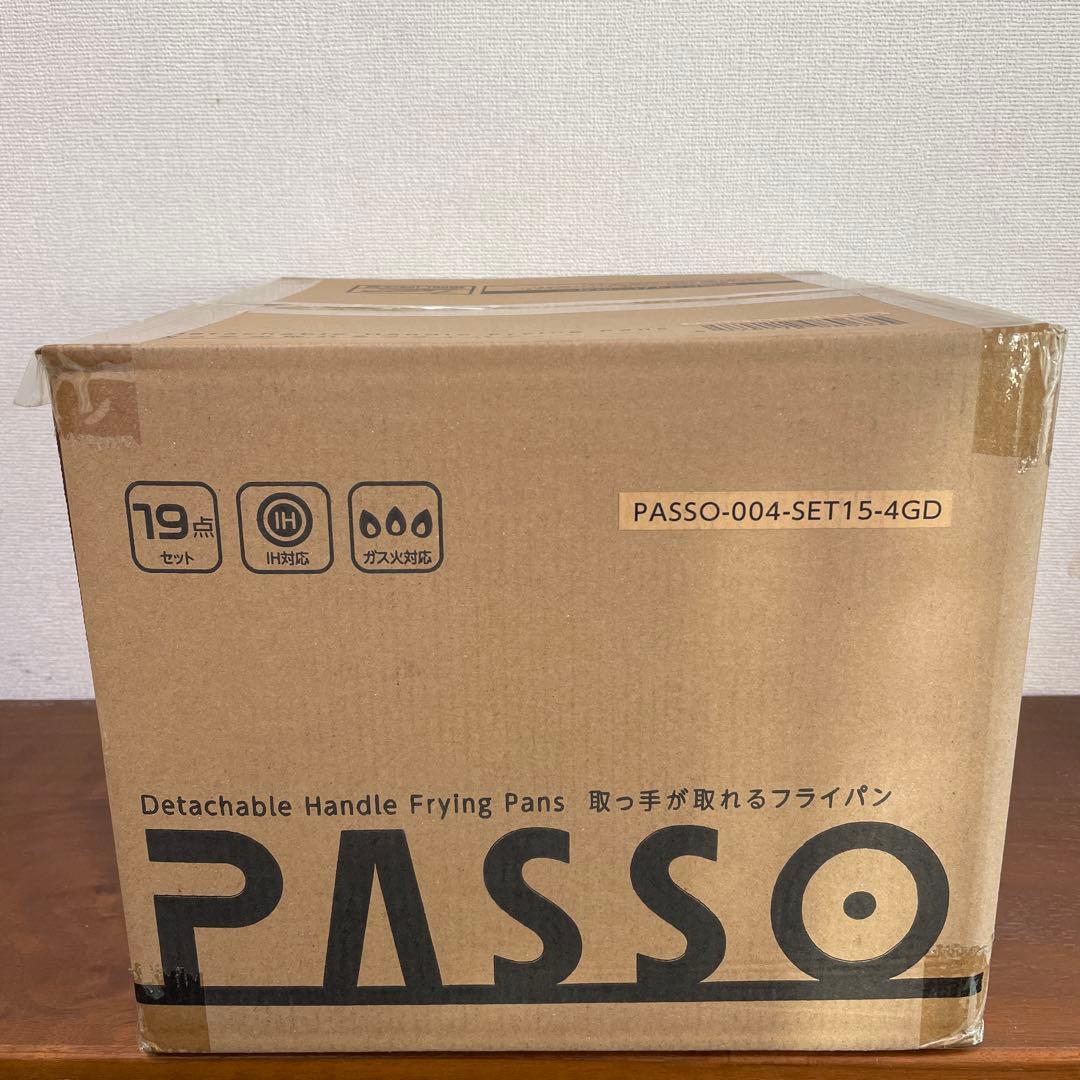 19点
セット
IH
IH対応
ガス火対応
PASSO-004-SET15-4GD
Detachable Handle Frying Pans 取っ手が取れるフライパン
PASSO